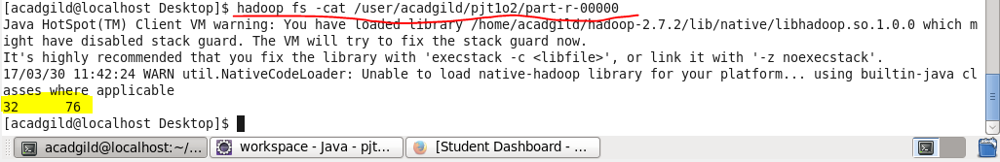 [acadgild@localhost Desktop]$ hadoop fs -cat /user/acadgild/pjt1o2/part-r-00000
Java HotSpot(TM) Client VM warning: You have loaded library /home/acadgild/hadoop-2.7.2/lib/native/libhadoop.so.1.0.0 which m
ight have disabled stack guard. The VM will try to fix the stack guard now.
It's highly recommended that you fix the library with 'execstack -c <libfile>', or link it with '-z noexecstack'.
17/03/30 11:42:24 WARN util.NativeCodeLoader: Unable to load native-hadoop library for your platform... using builtin-java cl
asses where applicable
32 76
[acadgild@localhost Desktop]$
acadgild@localhost:~/... workspace - Java - pjt... [Student Dashboard - ...